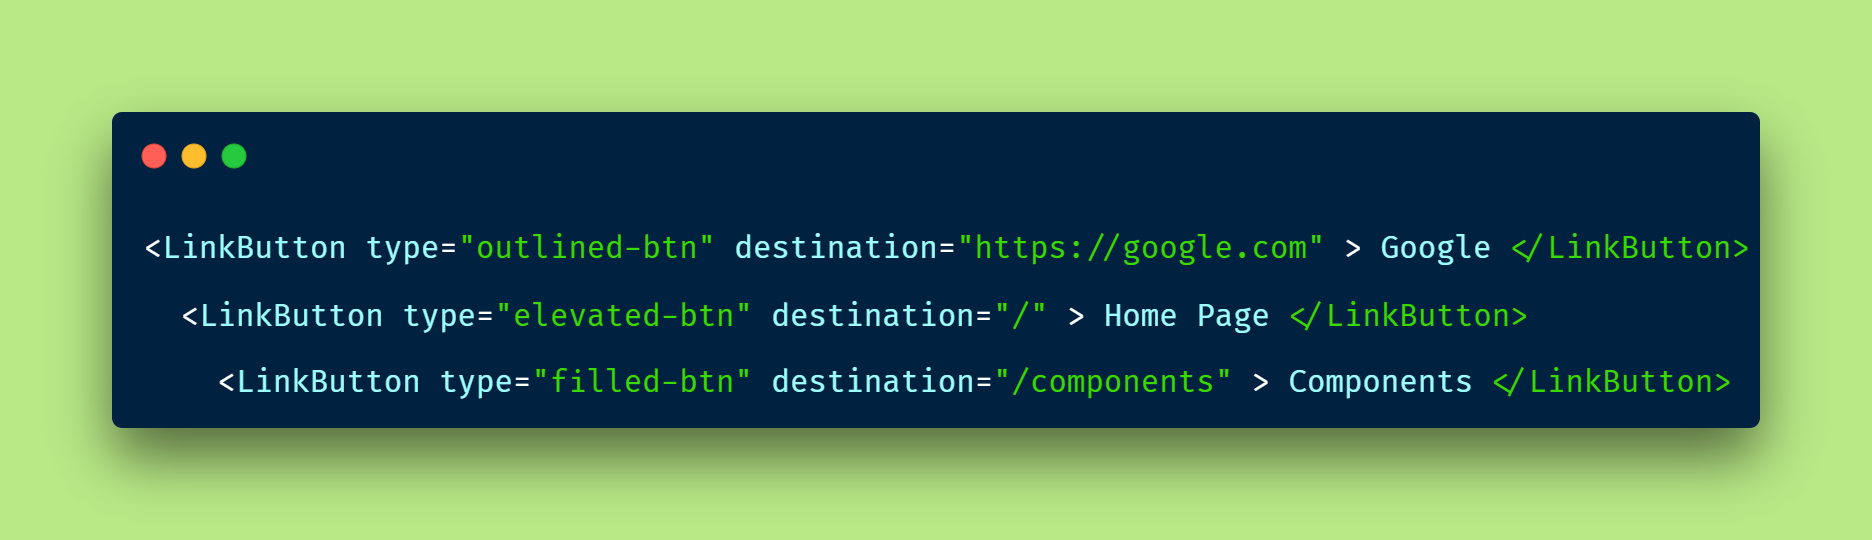 <LinkButton type="outlined-btn" destination="https://google.com" > Google </LinkButton>
<LinkButton type="elevated-btn" destination="/" > Home Page </LinkButton>
<LinkButton type="filled-btn" destination="/components" > Components </LinkButton>